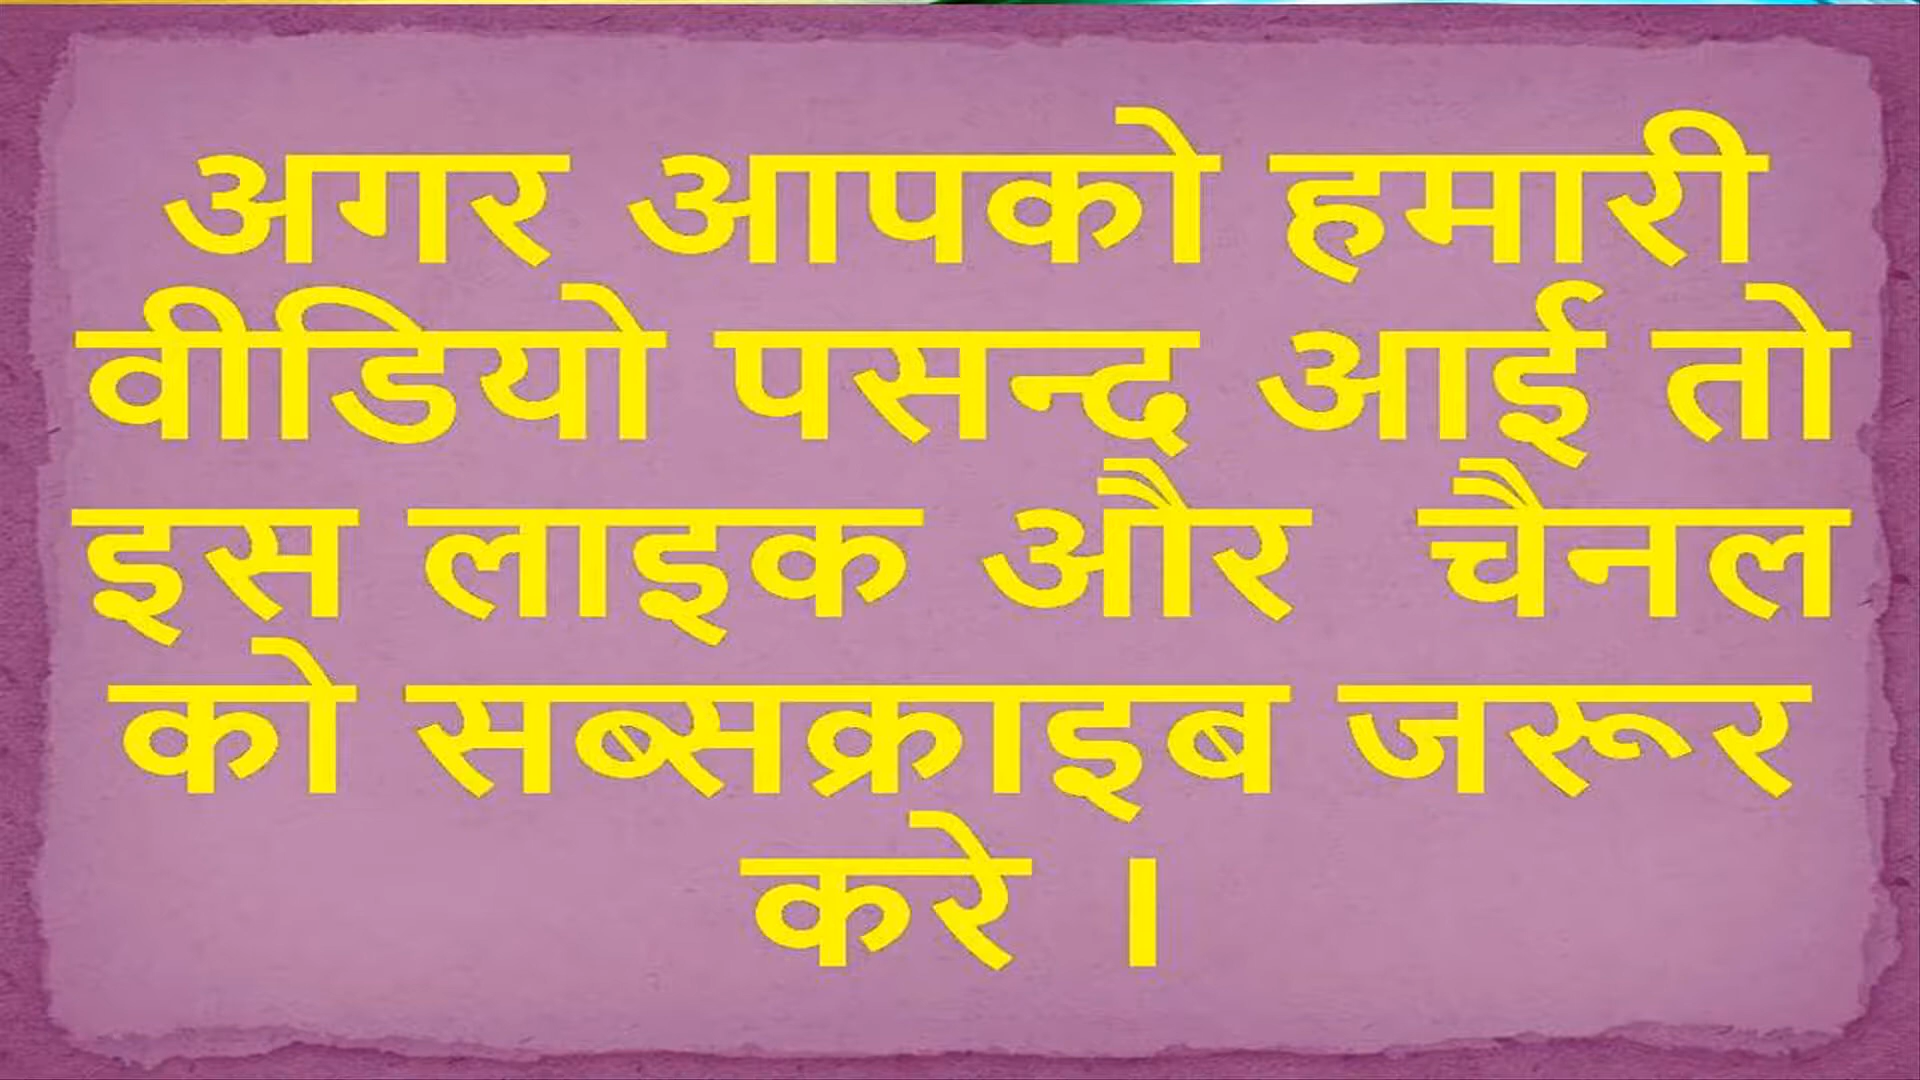 अगर आपको हमारी
वीडियो पसन्द आई तो
इस लाइक और चैनल
को सब्सक्राइब जरूर
करे ।